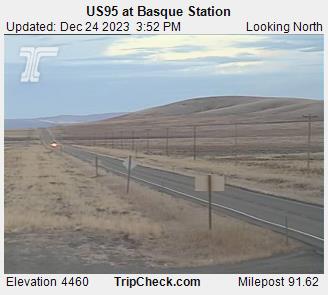 US95 at Basque Station
Updated: Dec 24 2023 3:52 PM Looking North
Elevation 4460 TripCheck.com Milepost 91.62